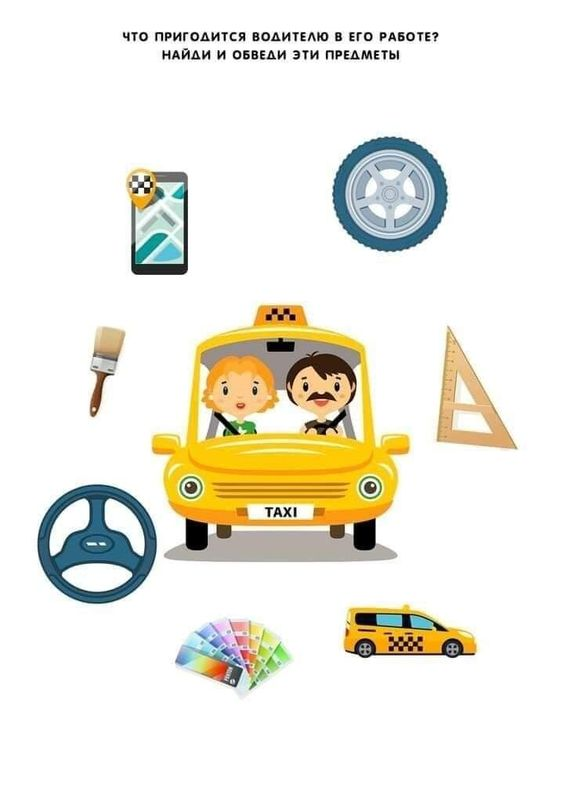 ЧТО ПРИГОДИТСЯ ВОДИТЕЛЮ В ЕГО РАБОТЕ?
НАЙДИ И ОБВЕДИ ЭТИ ПРЕДМЕТЫ
TAXI